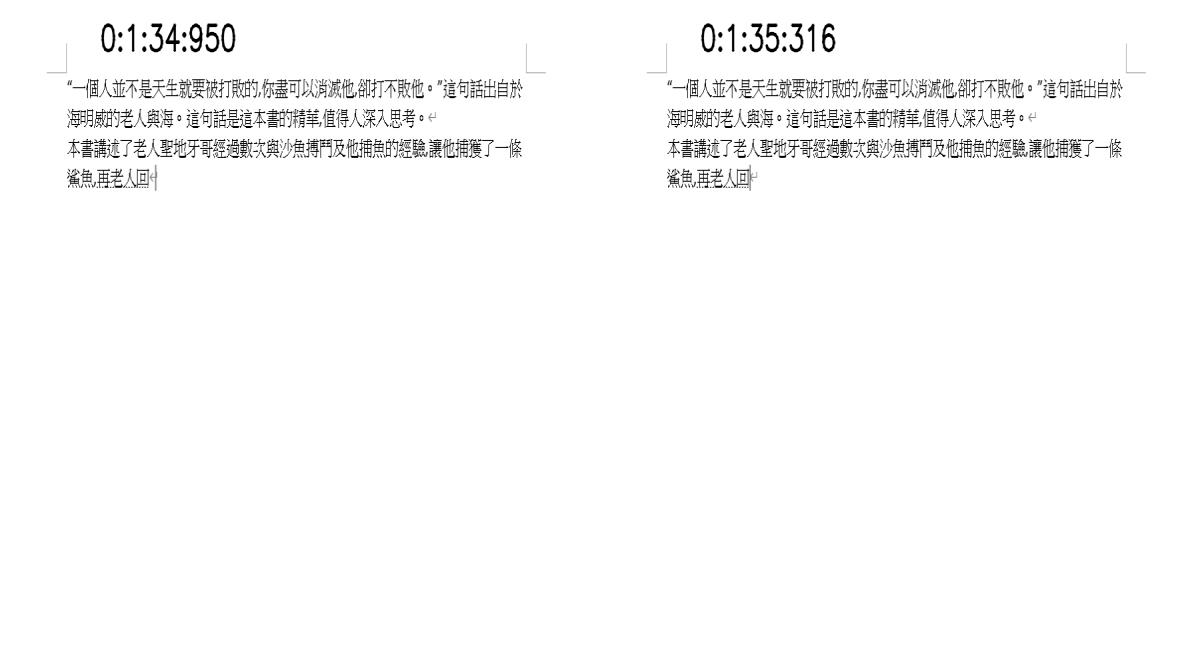 0:1:34:950
“一個人並不是天生就要被打敗的,你盡可以消滅他,卻打不敗他。”這句話出自於
海明威的老人與海。這句話是這本書的精華,值得人深入思考。
本書講述了老人聖地牙哥經過數次與沙魚搏鬥及他捕魚的經驗,讓他捕獲了一條
鯊魚,再老人回
0:1:35:316
“一個人並不是天生就要被打敗的,你盡可以消滅他,卻打不敗他。”這句話出自於
海明威的老人與海。這句話是這本書的精華,值得人深入思考。
本書講述了老人聖地牙哥經過數次與沙魚搏鬥及他捕魚的經驗,讓他捕獲了一條
鯊魚,再老人回